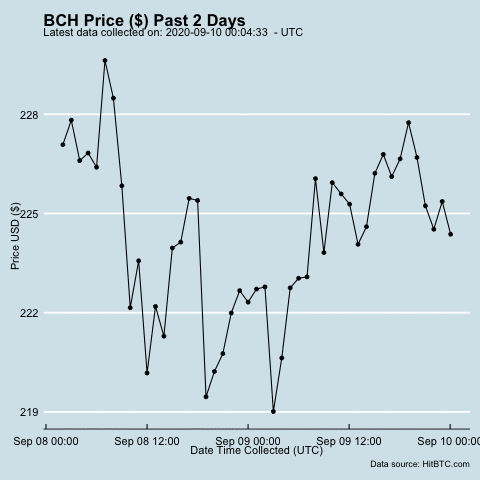 BCH Price ($) Past 2 Days
Latest data collected on: 2020-09-10 00:04:33 - UTC
228
225
222
219
Price USD ($)
Sep 08 00:00 Sep 08 12:00 Sep 09 00:00 Sep 09 12:00 Sep 10 00:00
Date Time Collected (UTC)
Data source: HitBTC.com